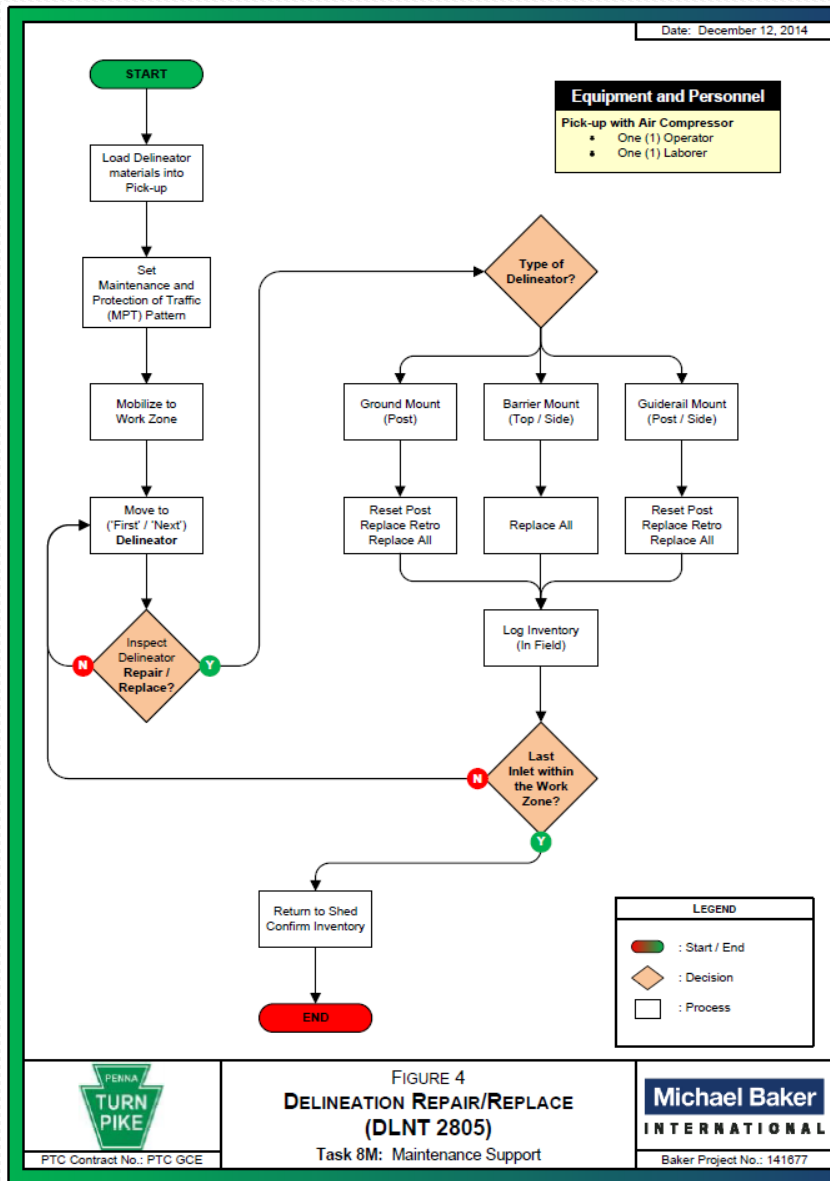 Date: December 12, 2014
START
Equipment and Personnel
Pick-up with Air Compressor
• One (1) Operator
• One (1) Laborer
Load Delineator
materials into
Pick-up
Set
Maintenance and
Protection of Traffic
(MPT) Pattern
Type of
Delineator?
Mobilize to
Work Zone
Ground Mount
(Post)
Barrier Mount
(Top / Side)
Guiderail Mount
(Post / Side)
Move to
('First' / 'Next')
Delineator
Reset Post
Replace Retro
Replace All
Replace All
Reset Post
Replace Retro
Replace All
Inspect
Delineator
Repair /
Replace?
N
Y
Log Inventory
(In Field)
Last
Inlet within
the Work
Zone?
N
Y
Return to Shed
Confirm Inventory
END
LEGEND
: Start / End
: Decision
: Process
PENNA
TURN
PIKE
PTC Contract No.: PTC GCE
FIGURE 4
DELINEATION REPAIR/REPLACE
(DLNT 2805)
Task 8M: Maintenance Support
Michael Baker
INTERNATIONAL
Baker Project No.: 141677